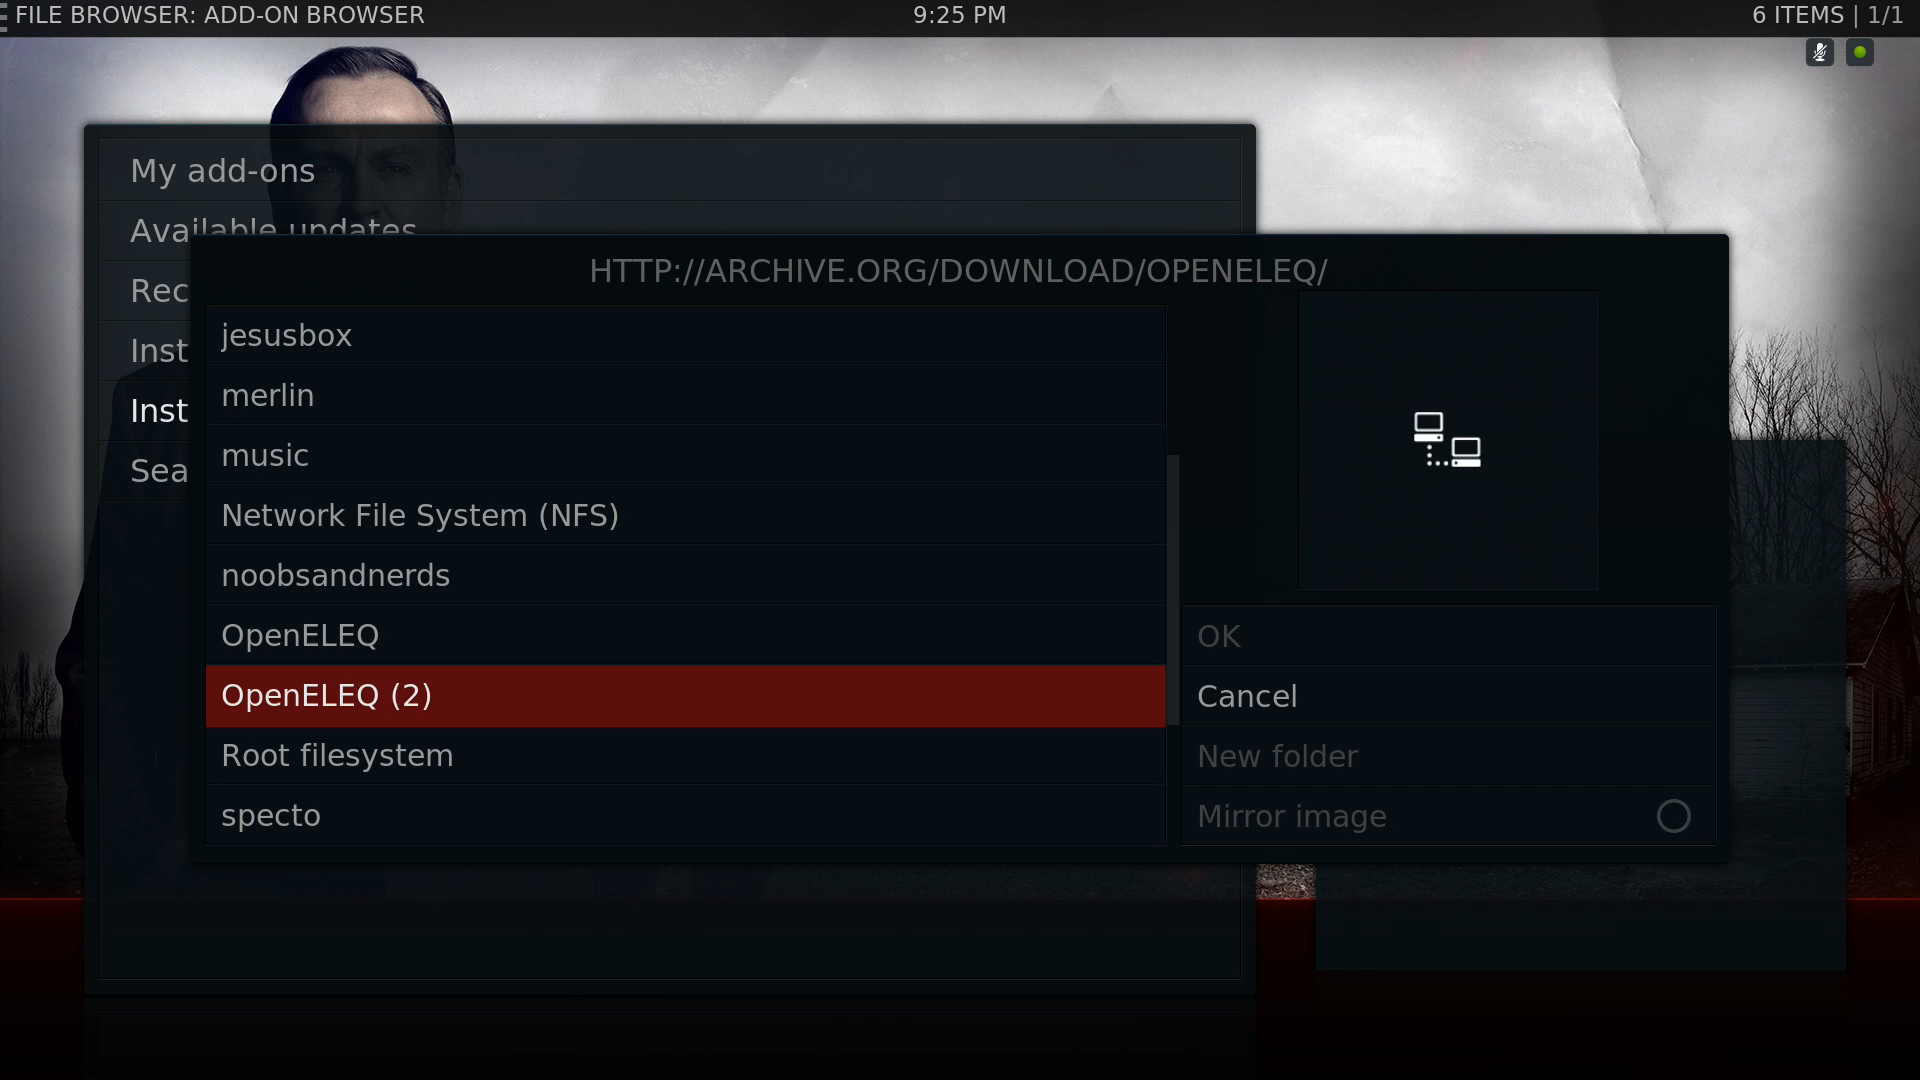 FILE BROWSER: ADD-ON BROWSER
9:25 PM
6 ITEMS | 1/1
My add-ons
Available updates
Rec
Inst
Inst
Sea
HTTP://ARCHIVE.ORG/DOWNLOAD/OPENELEQ/
jesusbox
merlin
music
Network File System (NFS)
noobsandnerds
OpenELEQ
OpenELEQ (2)
Root filesystem
specto
OK
Cancel
New folder
Mirror image